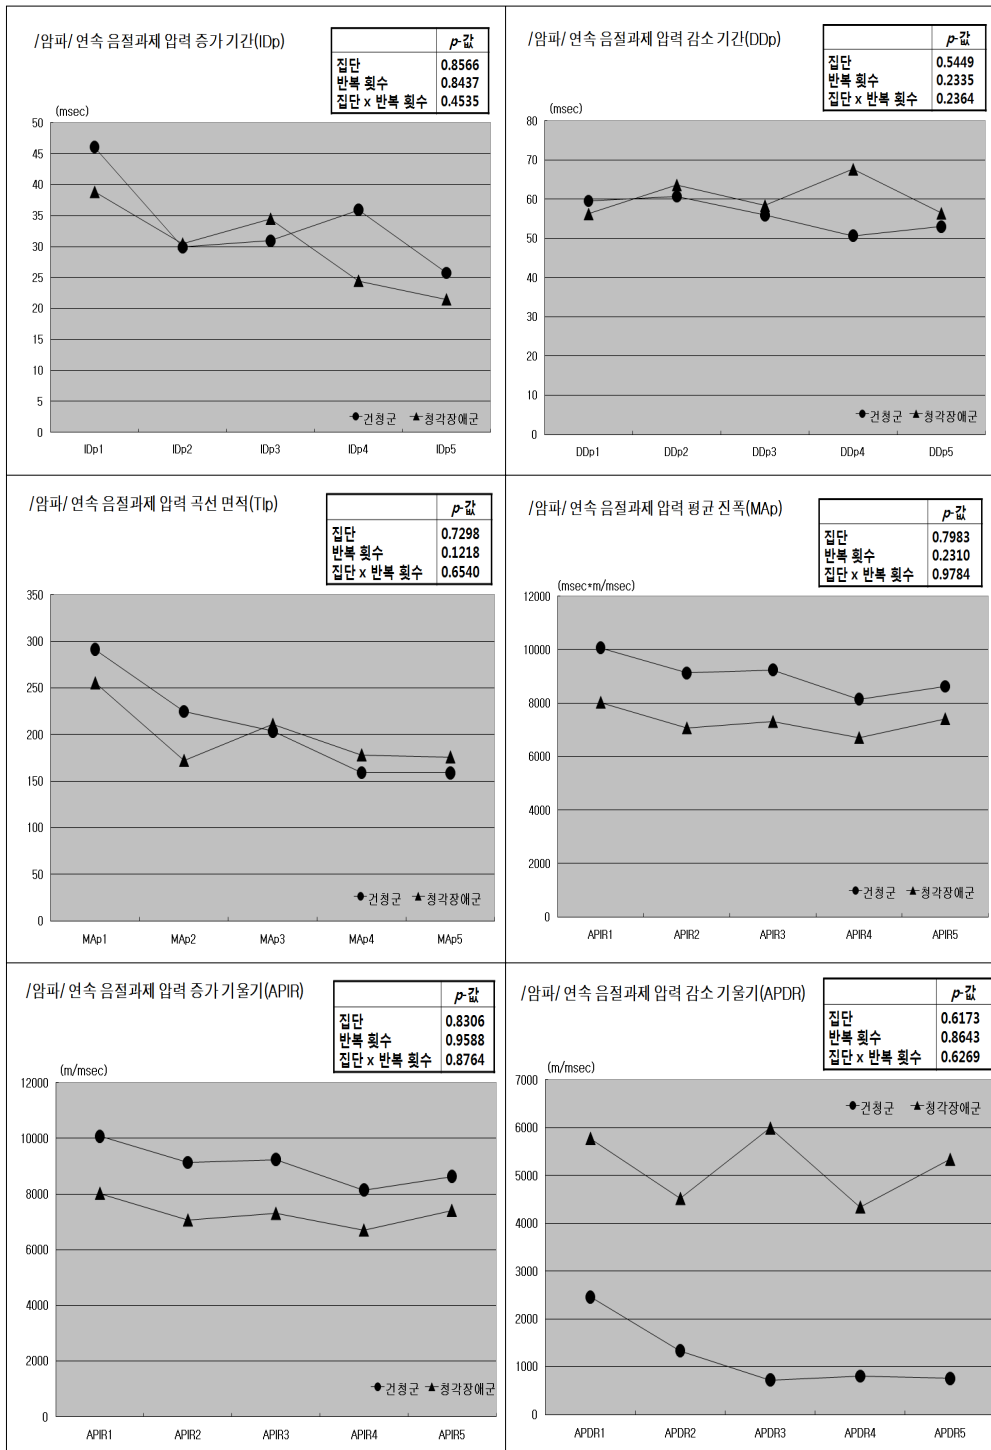 /암파/ 연속 음절과제 압력 증가 기간(IDp)
p-값
집단 0.8566
반복 횟수 0.8437
집단 x 반복 횟수 0.4535
(msec)
50
45
40
35
30
25
20
15
10
5
0
건청군 청각장애군
IDp1 IDp2 IDp3 IDp4 IDp5
/암파/ 연속 음절과제 압력 감소 기간(DDp)
p-값
집단 0.5449
반복 횟수 0.2335
집단 x 반복 횟수 0.2364
(msec)
80
70
60
50
40
30
20
10
0
건청군 청각장애군
DDp1 DDp2 DDp3 DDp4 DDp5
/암파/ 연속 음절과제 압력 곡선 면적(TIp)
p-값
집단 0.7298
반복 횟수 0.1218
집단 x 반복 횟수 0.6540
350
300
250
200
150
100
50
0
건청군 청각장애군
MAp1 MAp2 MAp3 MAp4 MAp5
/암파/ 연속 음절과제 압력 평균 진폭(MAp)
p-값
집단 0.7983
반복 횟수 0.2310
집단 x 반복 횟수 0.9784
(msec*m/msec)
12000
10000
8000
6000
4000
2000
0
건청군 청각장애군
APIR1 APIR2 APIR3 APIR4 APIR5
/암파/ 연속 음절과제 압력 증가 기울기(APIR)
p-값
집단 0.8306
반복 횟수 0.9588
집단 x 반복 횟수 0.8764
(m/msec)
12000
10000
8000
6000
4000
2000
0
건청군 청각장애군
APIR1 APIR2 APIR3 APIR4 APIR5
/암파/ 연속 음절과제 압력 감소 기울기(APDR)
p-값
집단 0.6173
반복 횟수 0.8643
집단 x 반복 횟수 0.6269
(m/msec)
7000
6000
5000
4000
3000
2000
1000
0
건청군 청각장애군
APDR1 APDR2 APDR3 APDR4 APDR5